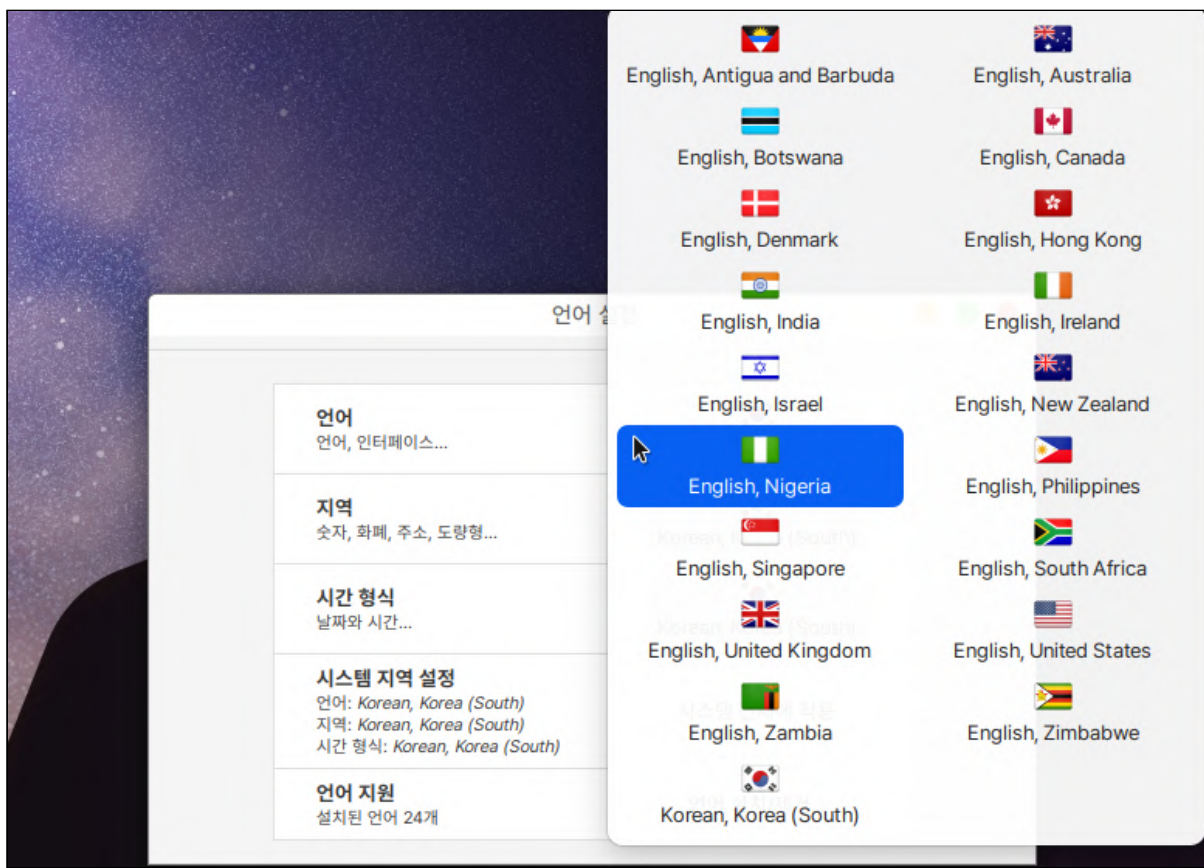 English, Antigua and Barbuda
English, Australia
English, Botswana
English, Canada
English, Denmark
English, Hong Kong
English, India
English, Ireland
English, Israel
English, New Zealand
English, Nigeria
English, Philippines
English, Singapore
English, South Africa
English, United Kingdom
English, United States
English, Zambia
English, Zimbabwe
Korean, Korea (South)
언어
언어
언어, 인터페이스...
지역
숫자, 화폐, 주소, 도량형...
시간 형식
날짜와 시간...
시스템 지역 설정
언어: Korean, Korea (South)
지역: Korean, Korea (South)
시간 형식: Korean, Korea (South)
언어 지원
설치된 언어 24개